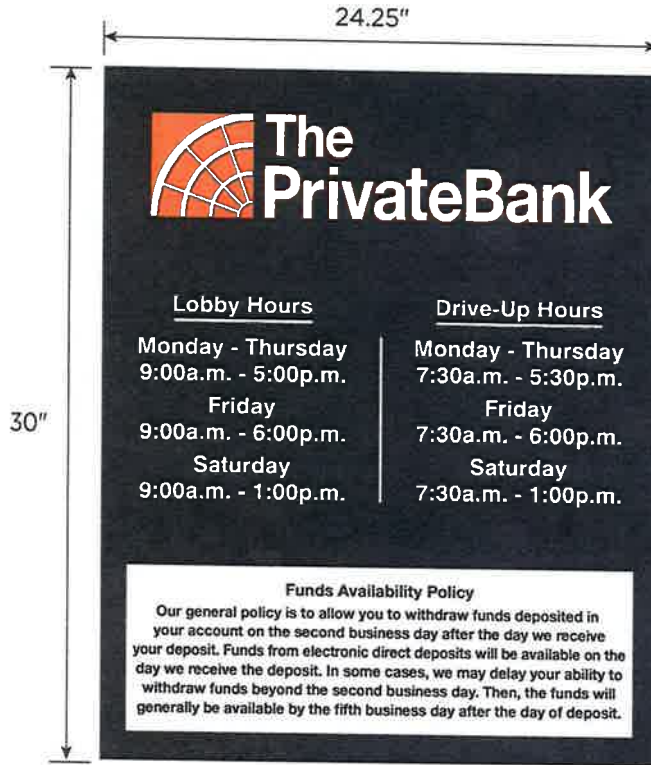 24.25"
30"
The
PrivateBank
Lobby Hours
Monday - Thursday
9:00a.m. - 5:00p.m.
Friday
9:00a.m. - 6:00p.m.
Saturday
9:00a.m. - 1:00p.m.
Drive-Up Hours
Monday - Thursday
7:30a.m. - 5:30p.m.
Friday
7:30a.m. - 6:00p.m.
Saturday
7:30a.m. - 1:00p.m.
Funds Availability Policy
Our general policy is to allow you to withdraw funds deposited in
your account on the second business day after the day we receive
your deposit. Funds from electronic direct deposits will be available on the
day we receive the deposit. In some cases, we may delay your ability to
withdraw funds beyond the second business day. Then, the funds will
generally be available by the fifth business day after the day of deposit.